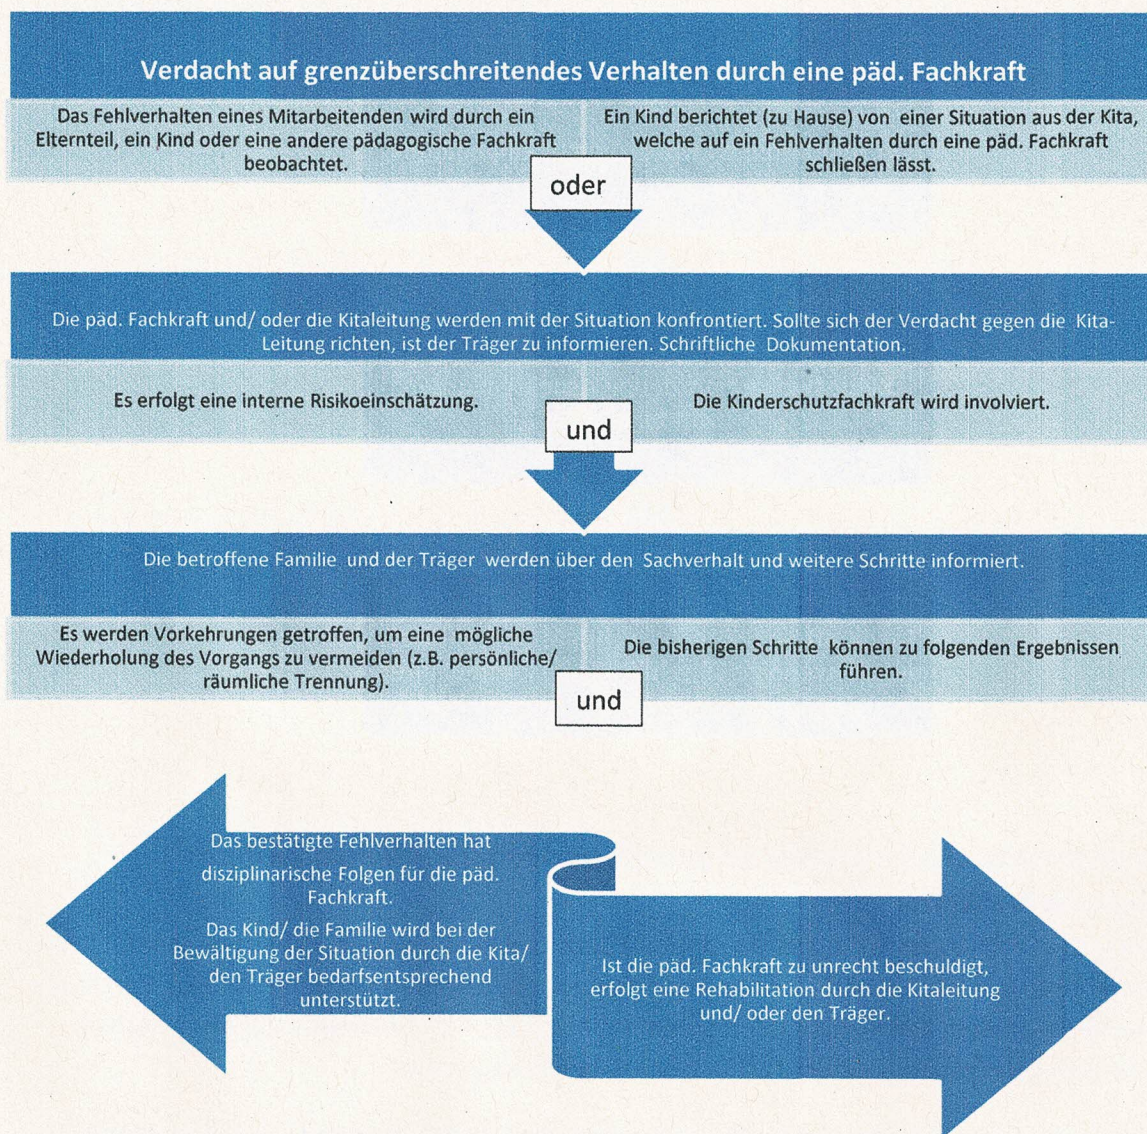 Verdacht auf grenzüberschreitendes Verhalten durch eine päd. Fachkraft
Das Fehlverhalten eines Mitarbeitenden wird durch ein
Elternteil, ein Kind oder eine andere pädagogische Fachkraft
beobachtet.
Ein Kind berichtet (zu Hause) von einer Situation aus der Kita,
welche auf ein Fehlverhalten durch eine päd. Fachkraft
schließen lässt.
oder
Die päd. Fachkraft und/ oder die Kitaleitung werden mit der Situation konfrontiert. Sollte sich der Verdacht gegen die Kita-
Leitung richten, ist der Träger zu informieren. Schriftliche Dokumentation.
Es erfolgt eine interne Risikoeinschätzung.
Die Kinderschutzfachkraft wird involviert.
und
Die betroffene Familie und der Träger werden über den Sachverhalt und weitere Schritte informiert.
Es werden Vorkehrungen getroffen, um eine mögliche
Wiederholung des Vorgangs zu vermeiden (z.B. persönliche/
räumliche Trennung).
Die bisherigen Schritte können zu folgenden Ergebnissen
führen.
und
Das bestätigte Fehlverhalten hat
disziplinarische Folgen für die päd.
Fachkraft.
Das Kind/ die Familie wird bei der
Bewältigung der Situation durch die Kita/
den Träger bedarfsentsprechend
unterstützt.
Ist die päd. Fachkraft zu unrecht beschuldigt,
erfolgt eine Rehabilitation durch die Kitaleitung
und/ oder den Träger.